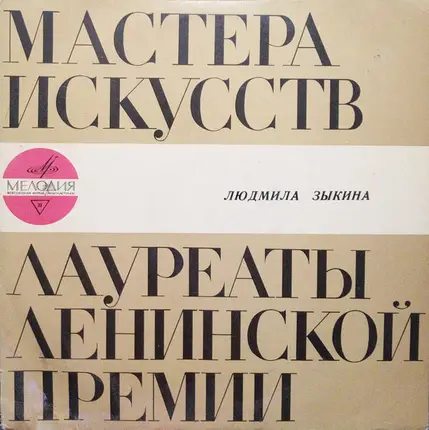 МАСТЕРА
ИСКУССТВ
МЕЛОДИЯ
ЛЮДМИЛА ЗЫКИНА
ЛАУРЕАТЫ
ЛЕНИНСКОЙ
ПРЕМИИ